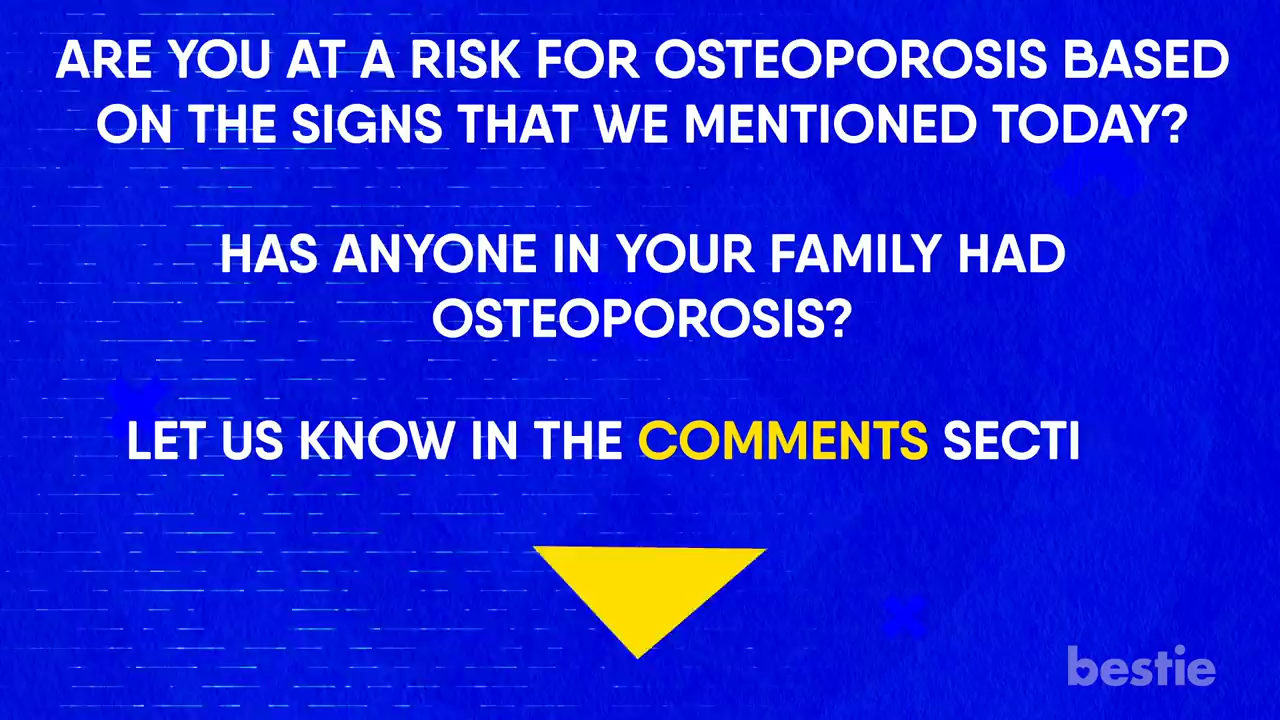 ARE YOU AT A RISK FOR OSTEOPOROSIS BASED
ON THE SIGNS THAT WE MENTIONED TODAY?
HAS ANYONE IN YOUR FAMILY HAD
OSTEOPOROSIS?
LET US KNOW IN THE COMMENTS SECTI
bestie